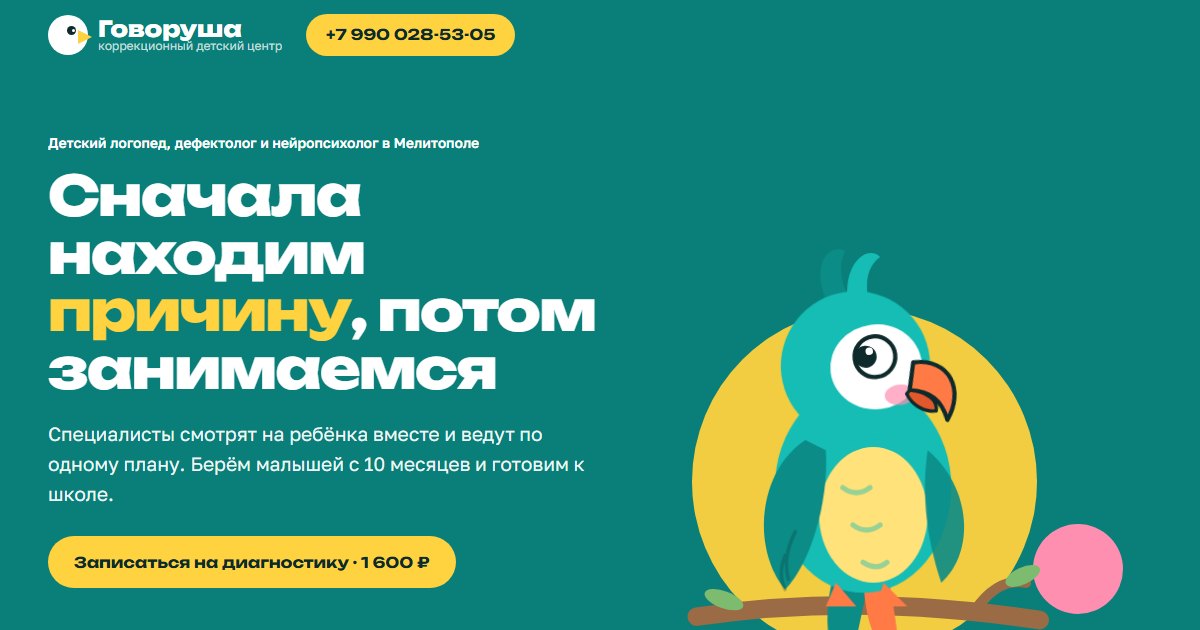 Говоруша
коррекционный детский центр
+7 990 028-53-05
Детский логопед, дефектолог и нейропсихолог в Мелитополе
Сначала
находим
причину, потом
занимаемся
Специалисты смотрят на ребёнка вместе и ведут по
одному плану. Берём малышей с 10 месяцев и готовим к
школе.
Записаться на диагностику · 1 600 ₽